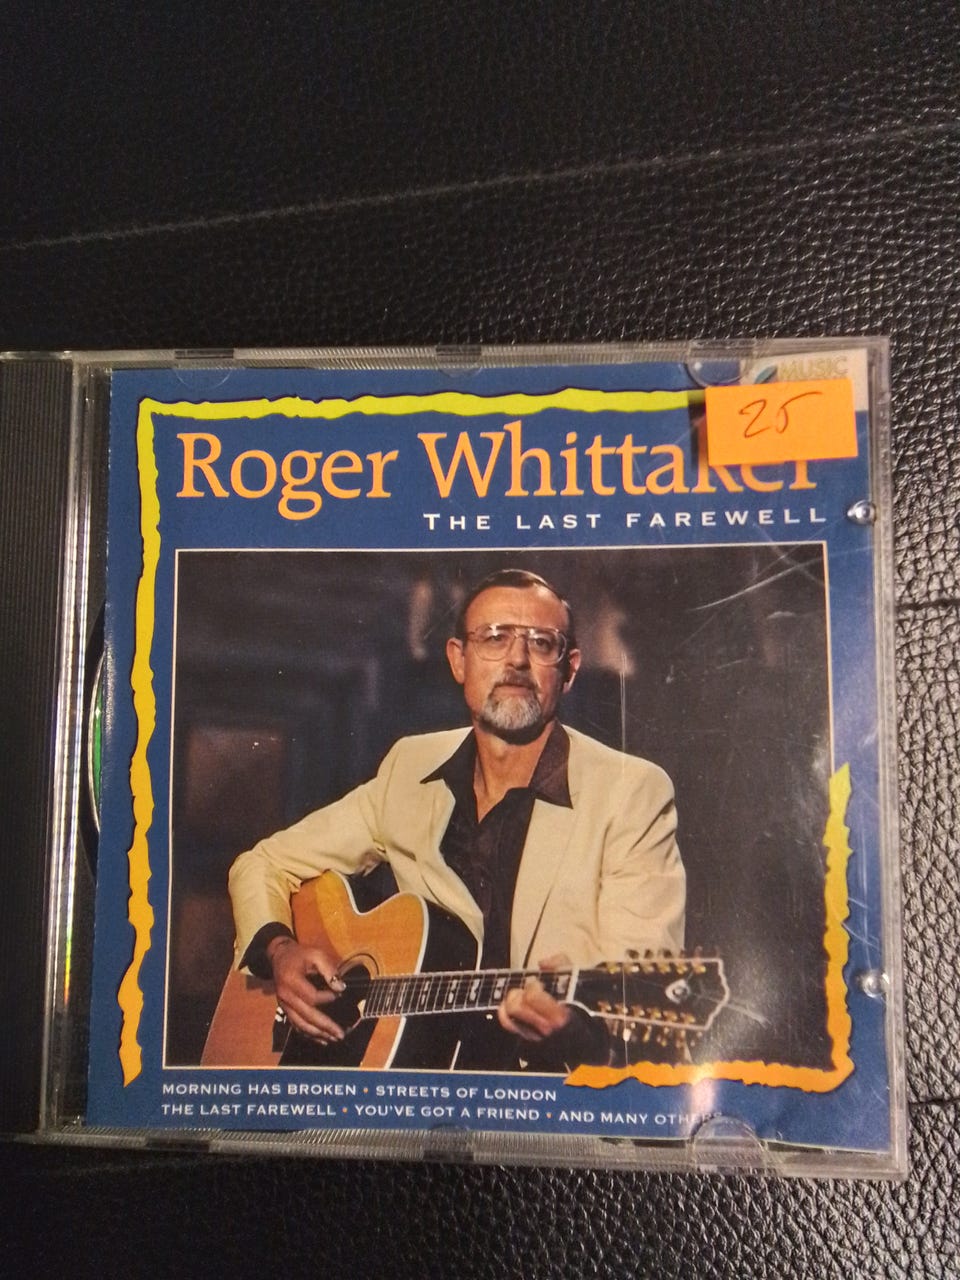 MUSIC
25
Roger Whittaker
THE LAST FAREWELL
MORNING HAS BROKEN • STREETS OF LONDON
THE LAST FAREWELL • YOU'VE GOT A FRIEND • AND MANY OTHERS